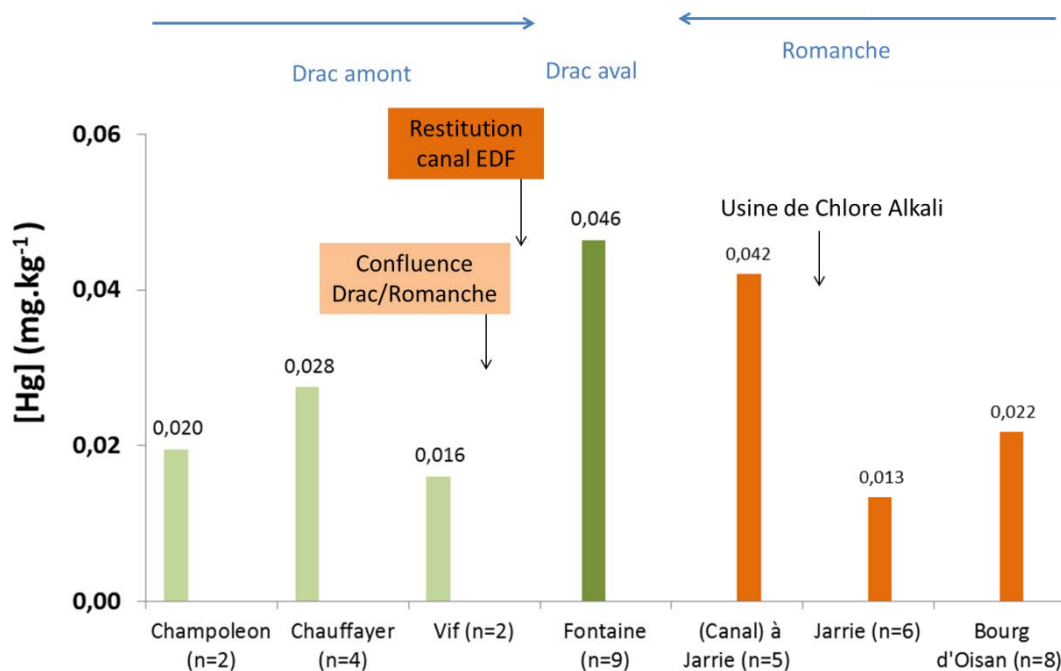 Drac amont
Drac aval
Romanche
Restitution
canal EDF
Confluence
Drac/Romanche
Usine de Chlore Alkali
[Hg] (mg.kg⁻¹)
0,06
0,04
0,02
0,00
0,020
0,028
0,016
0,046
0,042
0,013
0,022
Champoleon
(n=2)
Chauffayer
(n=4)
Vif (n=2)
Fontaine
(n=9)
(Canal) à
Jarrie (n=5)
Jarrie (n=6)
Bourg
d'Oisan (n=8)